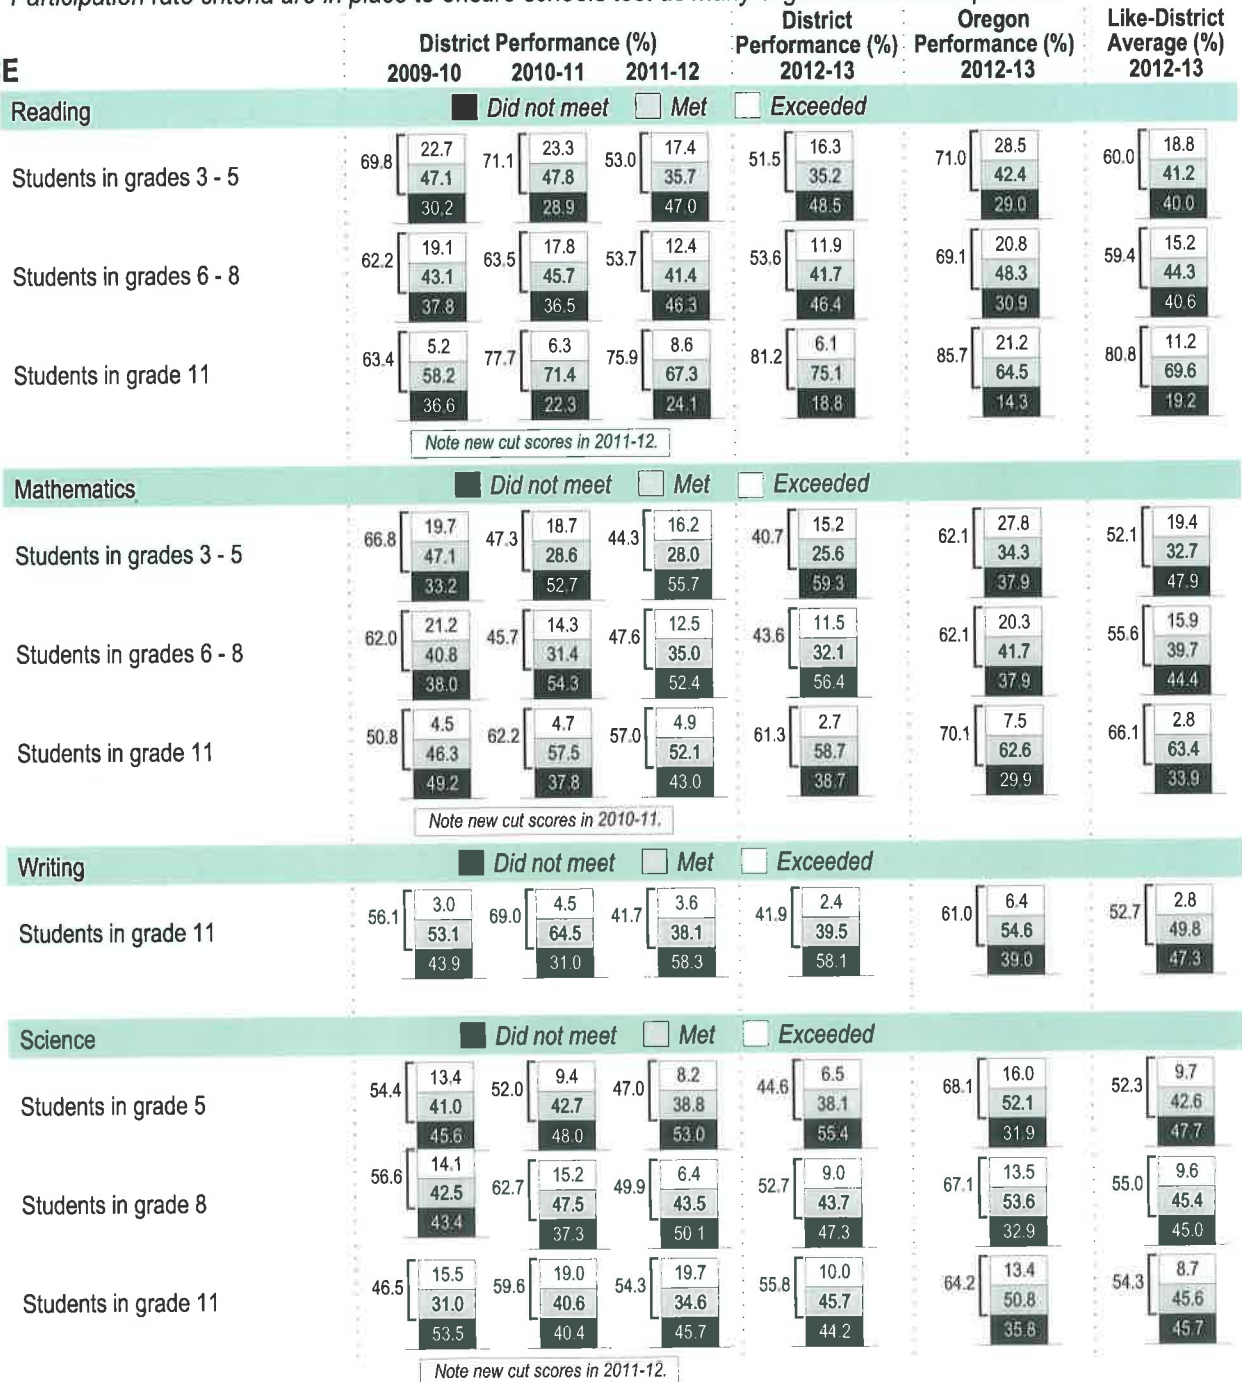 District Oregon Like-District
District Performance (%) Performance (%) Performance (%) Average (%)
E 2009-10 2010-11 2011-12 2012-13 2012-13 2012-13
Reading Did not meet Met Exceeded
22.7 23.3 17.4 16.3 28.5 18.8
Students in grades 3 - 5 69.8 47.1 71.1 47.8 53.0 35.7 51.5 35.2 71.0 42.4 60.0 41.2
30.2 28.9 47.0 48.5 29.0 40.0
19.1 17.8 12.4 11.9 20.8 15.2
Students in grades 6 - 8 62.2 43.1 63.5 45.7 53.7 41.4 53.6 41.7 69.1 48.3 59.4 44.3
37.8 36.5 46.3 46.4 30.9 40.6
5.2 6.3 8.6 6.1 21.2 11.2
Students in grade 11 63.4 58.2 77.7 71.4 75.9 67.3 81.2 75.1 85.7 64.5 80.8 69.6
36.6 22.3 24.1 18.8 14.3 19.2
Note new cut scores in 2011-12.
Mathematics Did not meet Met Exceeded
19.7 18.7 16.2 15.2 27.8 19.4
Students in grades 3 - 5 66.8 47.1 47.3 28.6 44.3 28.0 40.7 25.6 62.1 34.3 52.1 32.7
33.2 52.7 55.7 59.3 37.9 47.9
21.2 14.3 12.5 11.5 20.3 15.9
Students in grades 6 - 8 62.0 40.8 45.7 31.4 47.6 35.0 43.6 32.1 62.1 41.7 55.6 39.7
38.0 54.3 52.4 56.4 37.9 44.4
4.5 4.7 4.9 2.7 7.5 2.8
Students in grade 11 50.8 46.3 62.2 57.5 57.0 52.1 61.3 58.7 70.1 62.6 66.1 63.4
49.2 37.8 43.0 38.7 29.9 33.9
Note new cut scores in 2010-11.
Writing Did not meet Met Exceeded
3.0 4.5 3.6 2.4 6.4 2.8
Students in grade 11 56.1 53.1 69.0 64.5 41.7 38.1 41.9 39.5 61.0 54.6 52.7 49.8
43.9 31.0 58.3 58.1 39.0 47.3
Science Did not meet Met Exceeded
13.4 9.4 8.2 6.5 16.0 9.7
Students in grade 5 54.4 41.0 52.0 42.7 47.0 38.8 44.6 38.1 68.1 52.1 52.3 42.6
45.6 48.0 53.0 55.4 31.9 47.7
14.1 15.2 6.4 9.0 13.5 9.6
Students in grade 8 56.6 42.5 62.7 47.5 49.9 43.5 52.7 43.7 67.1 53.6 55.0 45.4
43.4 37.3 50.1 47.3 32.9 45.0
15.5 19.0 19.7 10.0 13.4 8.7
Students in grade 11 46.5 31.0 59.6 40.6 54.3 34.6 55.8 45.7 64.2 50.8 54.3 45.6
53.5 40.4 45.7 44.2 35.8 45.7
Note new cut scores in 2011-12.